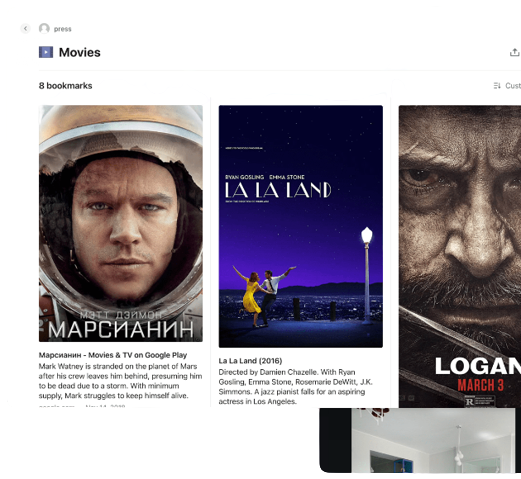 press
Movies
8 bookmarks
Cust
МЭТТ ДЭЙМОН
МАРСИАНИН
RYAN GOSLING EMMA STONE
LA LA LAND
LOGAN
MARCH 3
R
Марсианин - Movies & TV on Google Play
Mark Watney is stranded on the planet of Mars
after his crew leaves him behind, presuming him
to be dead due to a storm. With minimum
supply, Mark struggles to keep himself alive.
La La Land (2016)
Directed by Damien Chazelle. With Ryan
Gosling, Emma Stone, Rosemarie DeWitt, J.K.
Simmons. A jazz pianist falls for an aspiring
actress in Los Angeles.